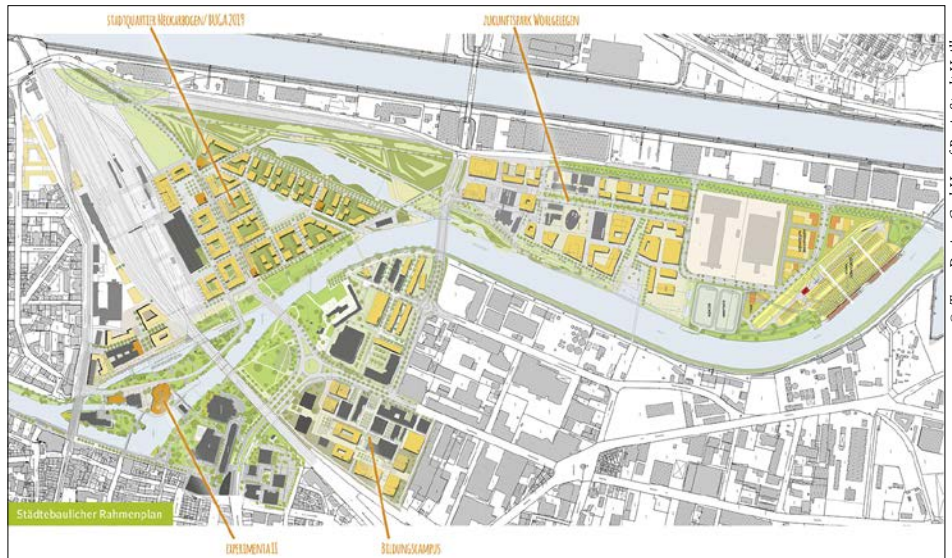 STADTQUARTIER NECKARBOGEN/ BUGA 2019
ZUKUNFTSPARK WOHLGELEGEN
Städtebaulicher Rahmenplan
EXPERIMENTA II
BILDUNGSCAMPUS